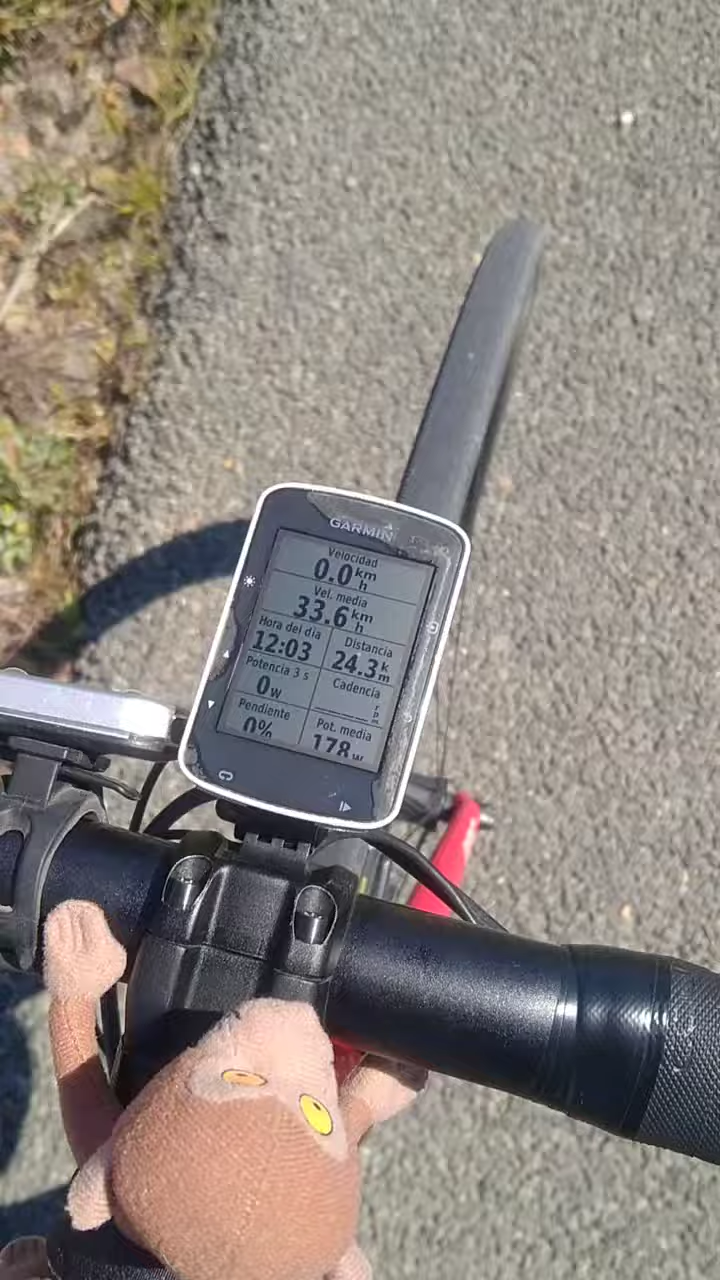 GARMIN
Velocidad
0.0 km/h
Vel. media
33.6 km/h
Hora del día
12:03
Distancia
24.3 km
Potencia 3 s
0 w
Cadencia
rpm
Pendiente
0%
Pot. media
178 w